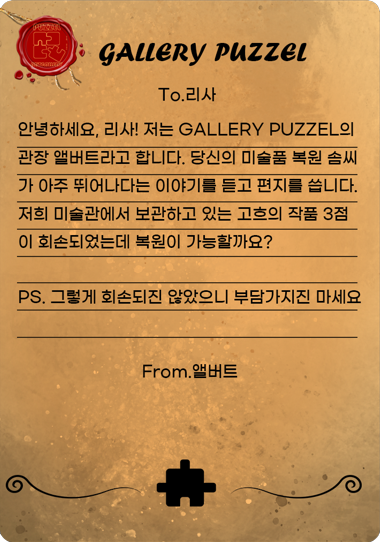 GALLERY PUZZEL
To.리사
안녕하세요, 리사! 저는 GALLERY PUZZEL의
관장 앨버트라고 합니다. 당신의 미술품 복원 솜씨
가 아주 뛰어나다는 이야기를 듣고 편지를 씁니다.
저희 미술관에서 보관하고 있는 고흐의 작품 3점
이 회손되었는데 복원이 가능할까요?
PS. 그렇게 회손되진 않았으니 부담가지진 마세요
From.앨버트